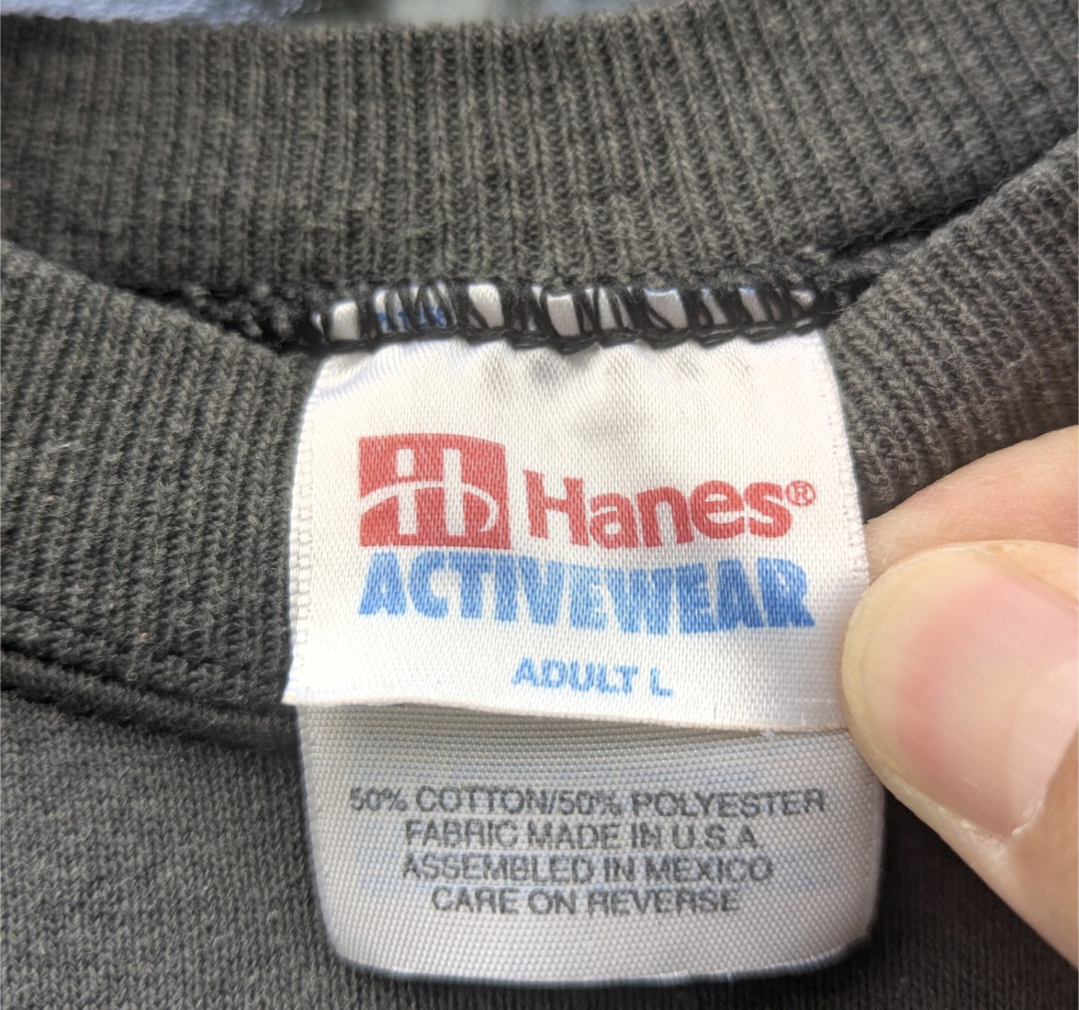 Hanes®
ACTIVEWEAR
ADULT L
50% COTTON/50% POLYESTER
FABRIC MADE IN U.S.A
ASSEMBLED IN MEXICO
CARE ON REVERSE